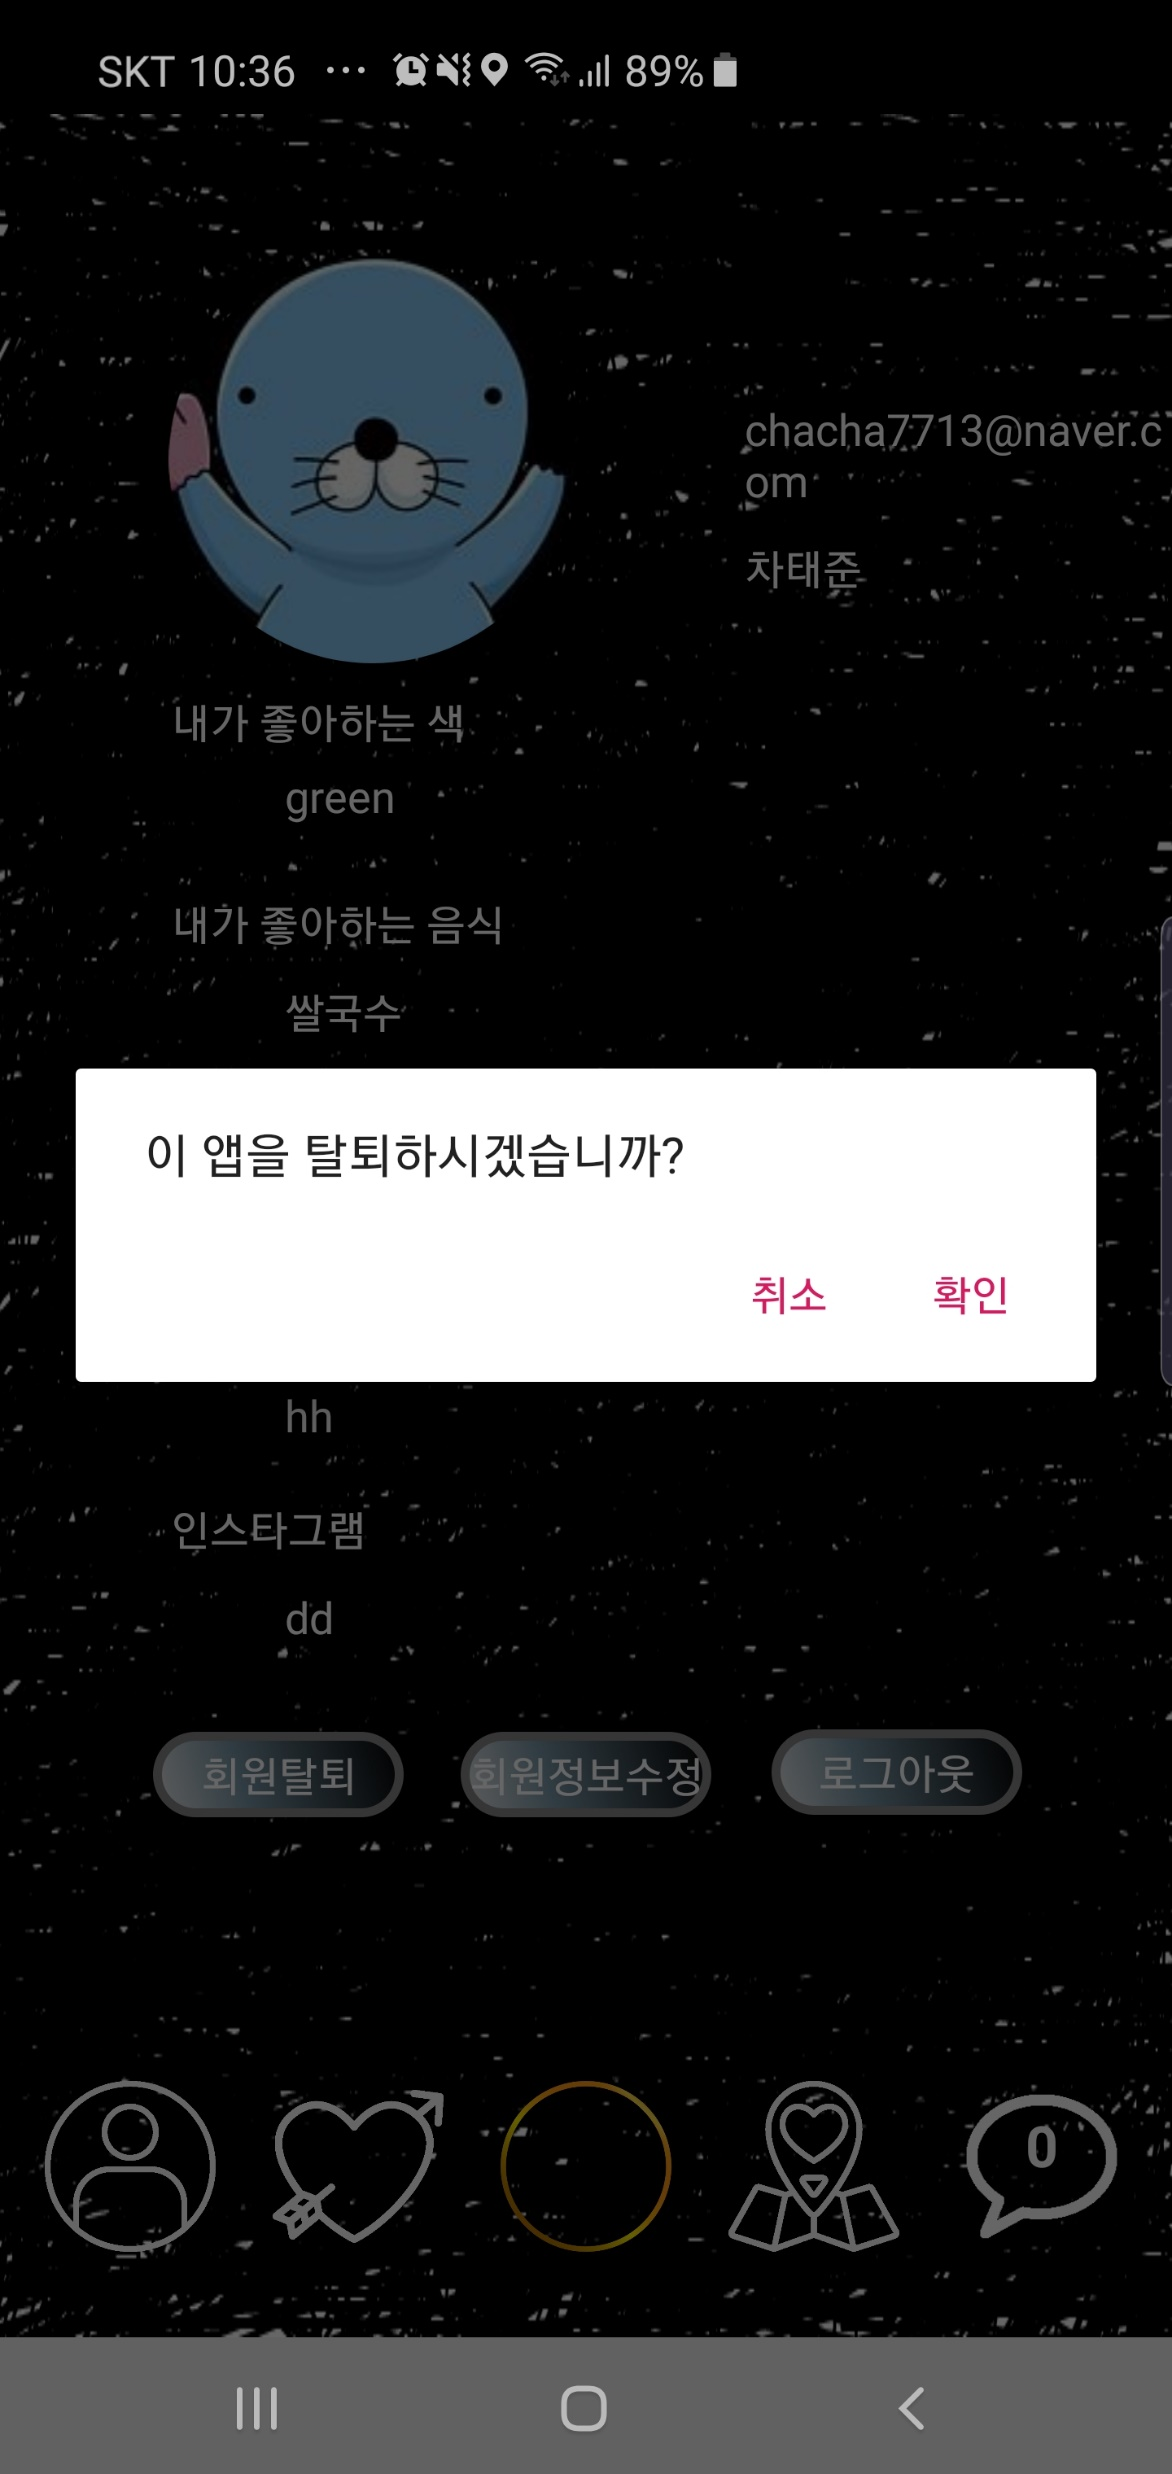 SKT 10:36 ... 89%
chacha7713@naver.c
om
차태준
내가 좋아하는 색
green
내가 좋아하는 음식
쌀국수
이 앱을 탈퇴하시겠습니까?
취소 확인
hh
인스타그램
dd
회원탈퇴 회원정보수정 로그아웃
0